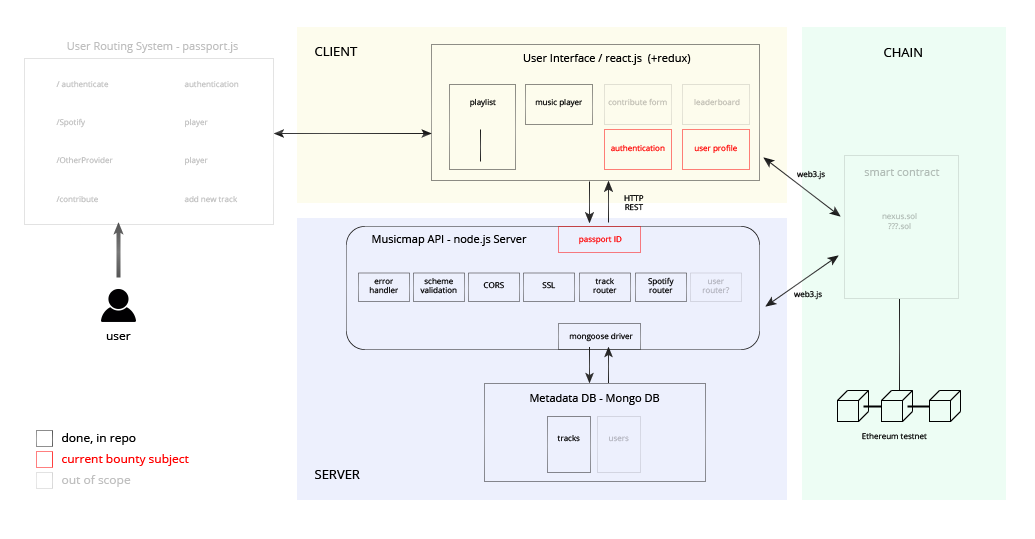 User Routing System - passport.js
/ authenticate authentication
/Spotify player
/OtherProvider player
/contribute add new track
user
done, in repo
current bounty subject
out of scope
CLIENT
User Interface / react.js (+redux)
playlist
music player
contribute form
leaderboard
authentication
user profile
HTTP
REST
web3.js
Musicmap API - node.js Server
passport ID
error
handler
scheme
validation
CORS
SSL
track
router
Spotify
router
user
router?
mongoose driver
web3.js
Metadata DB - Mongo DB
tracks
users
SERVER
CHAIN
smart contract
nexus.sol
???.sol
Ethereum testnet